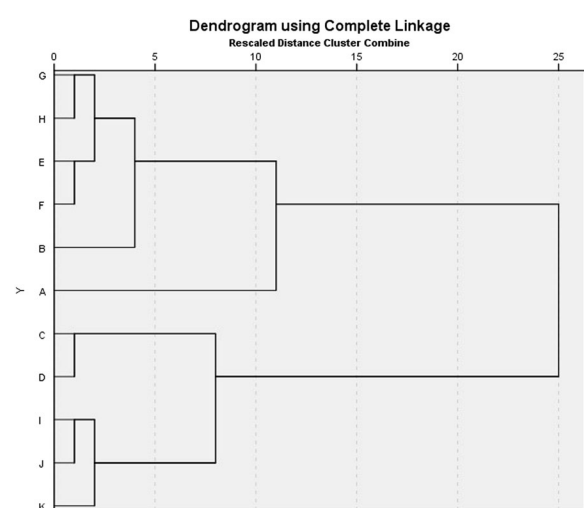 Dendrogram using Complete Linkage
Rescaled Distance Cluster Combine
0 5 10 15 20 25
G
H
E
F
B
A
Y
C
D
I
J
K